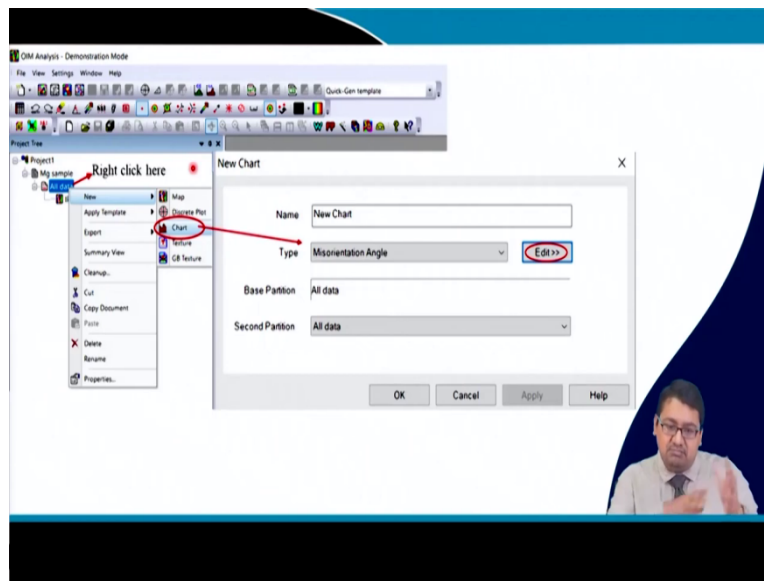 OIM Analysis - Demonstration Mode
File View Settings Window Help
Quick-Gen template
Project Tree
Project1
Mg sample
Right click here
All data
New
Map
Apply Template
Discrete Plot
Export
Chart
Texture
Summary View
GB Texture
Cleanup...
Cut
Copy Document
Paste
Delete
Rename
Properties...
New Chart
Name New Chart
Type Misorientation Angle Edit>>
Base Partition All data
Second Partition All data
OK Cancel Apply Help